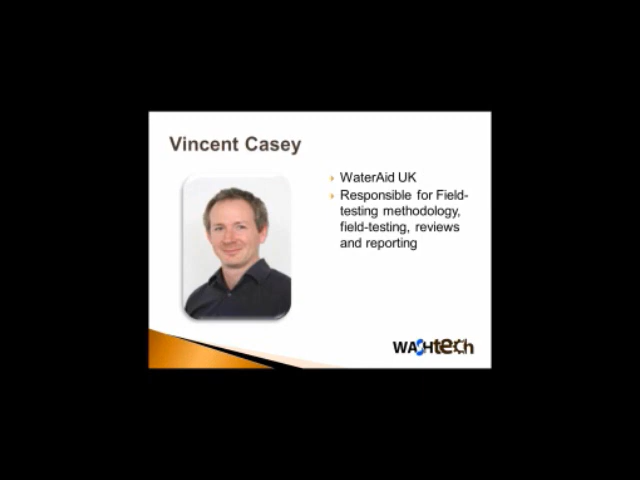 Vincent Casey
WaterAid UK
Responsible for Field-
testing methodology,
field-testing, reviews
and reporting
WASHtech